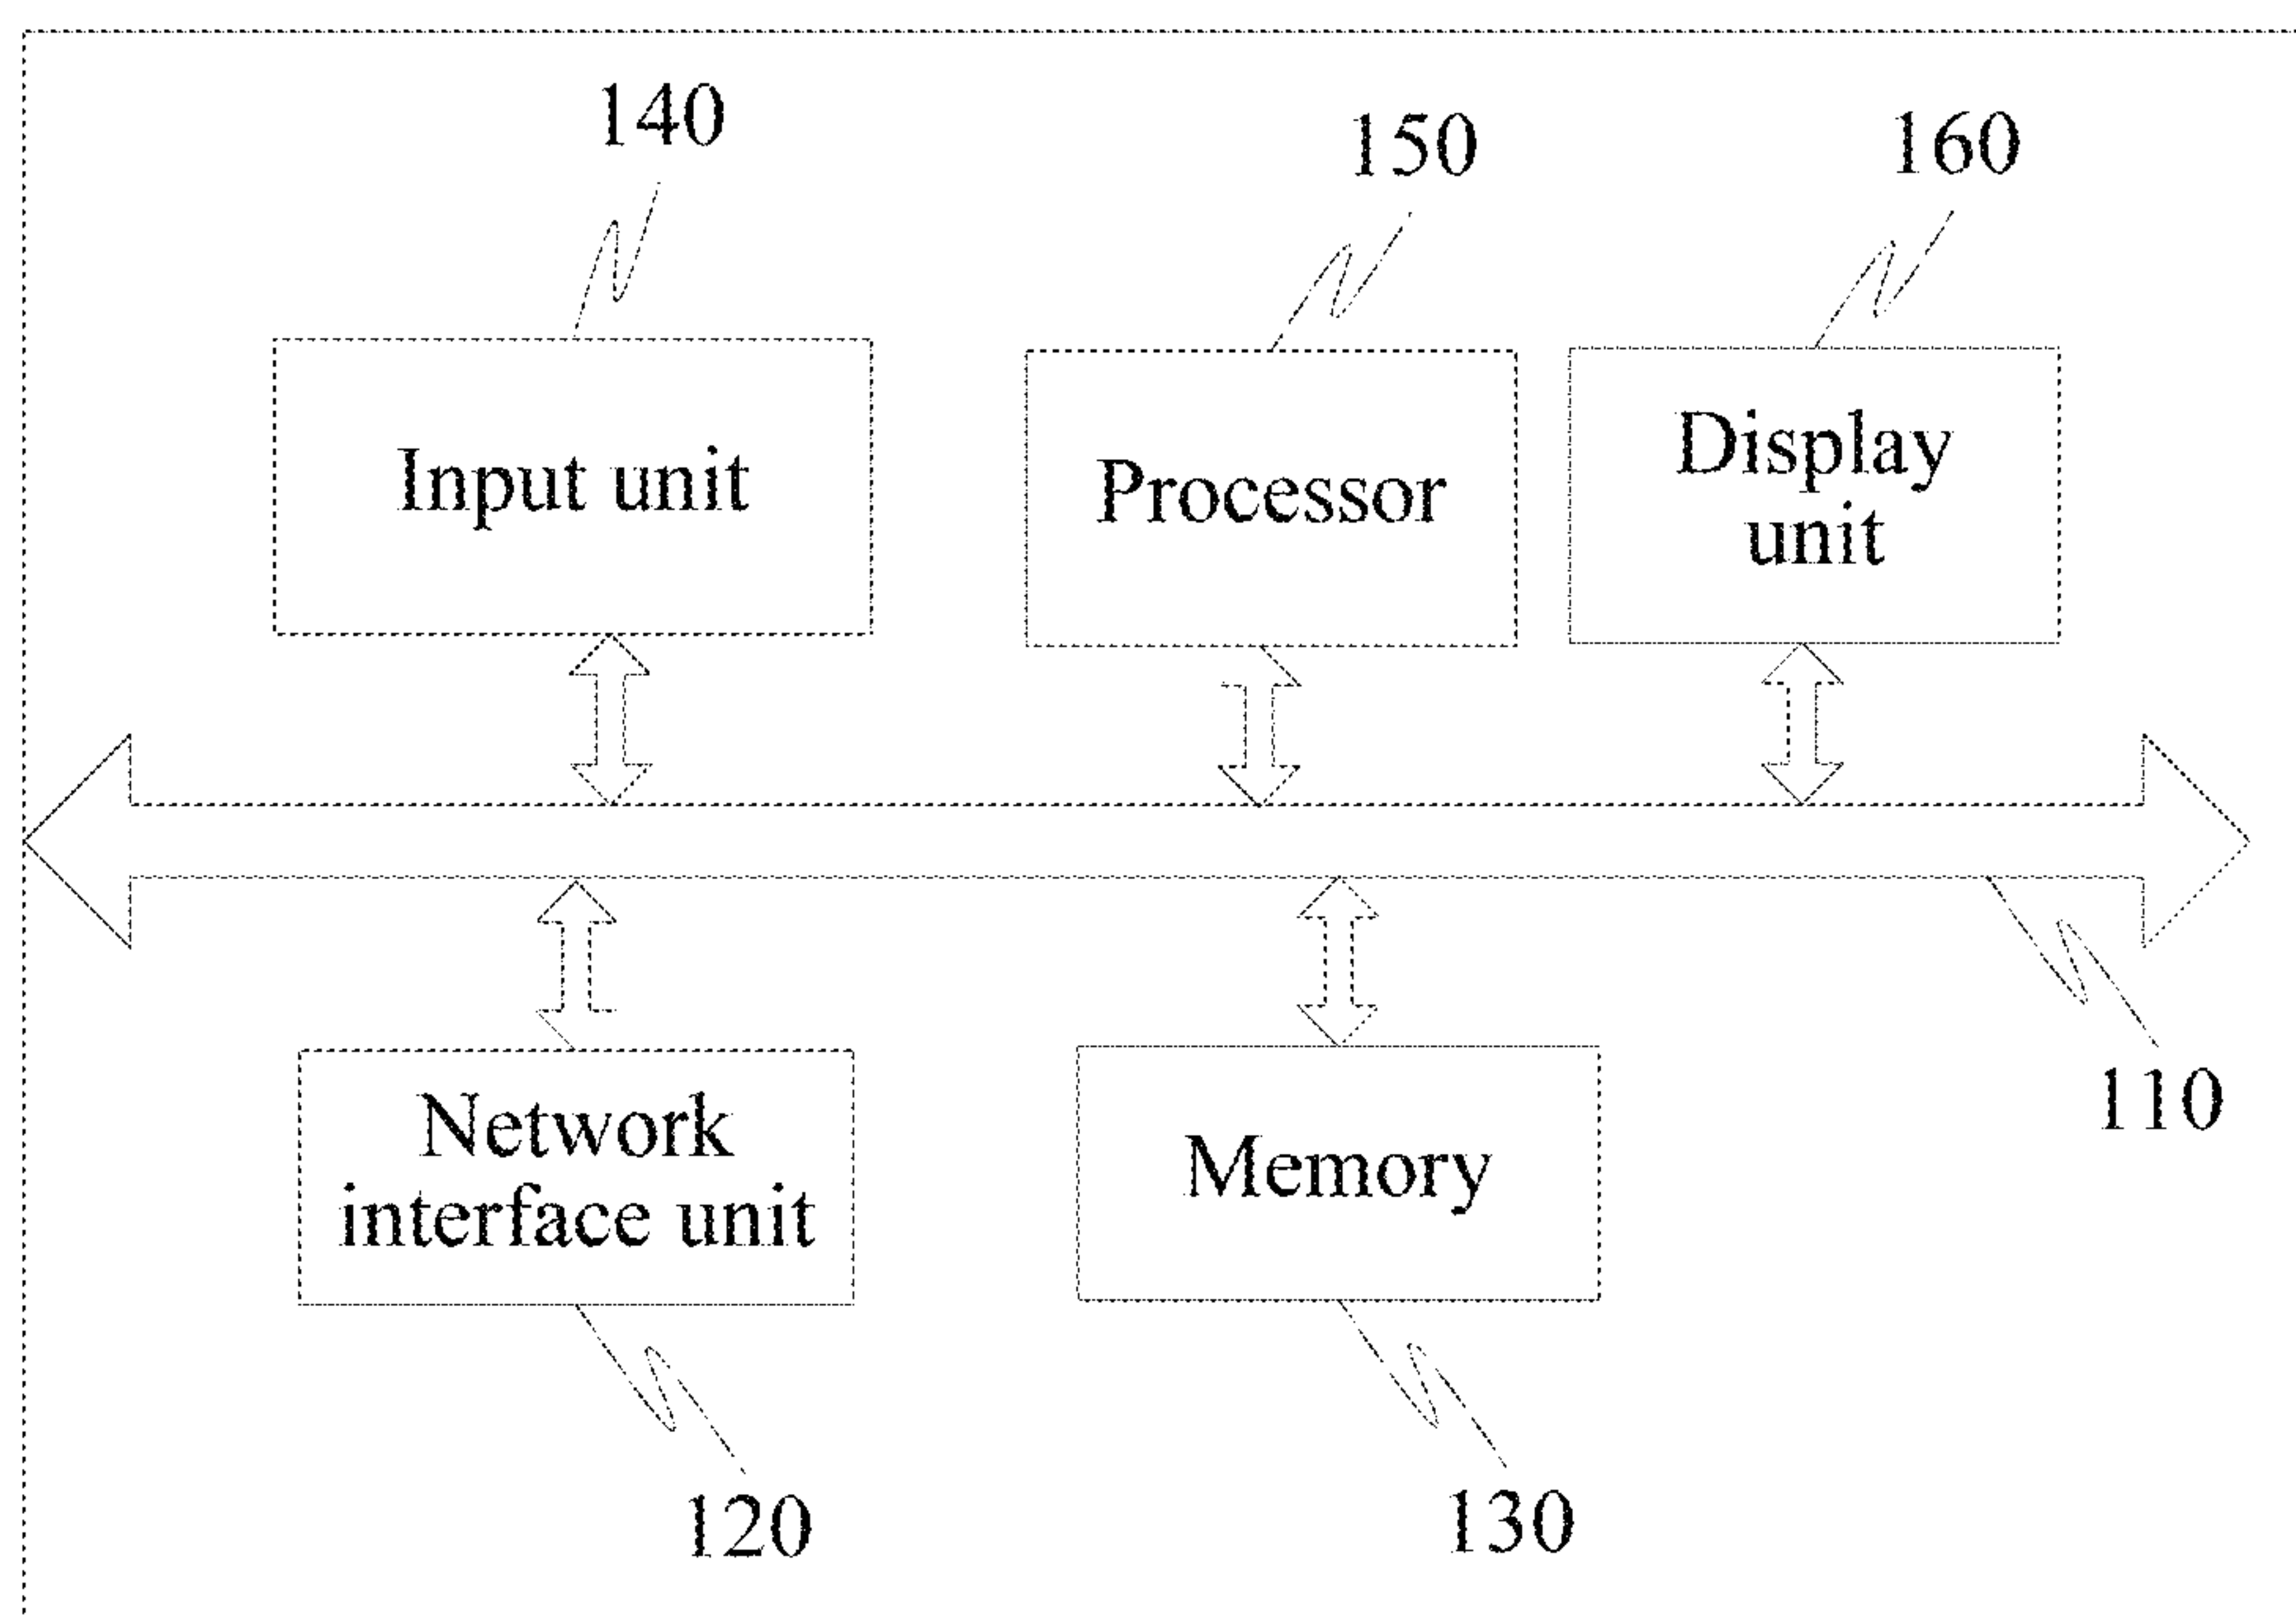 140
150
160
Input unit
Processor
Display
unit
Network
interface unit
Memory
110
120
130